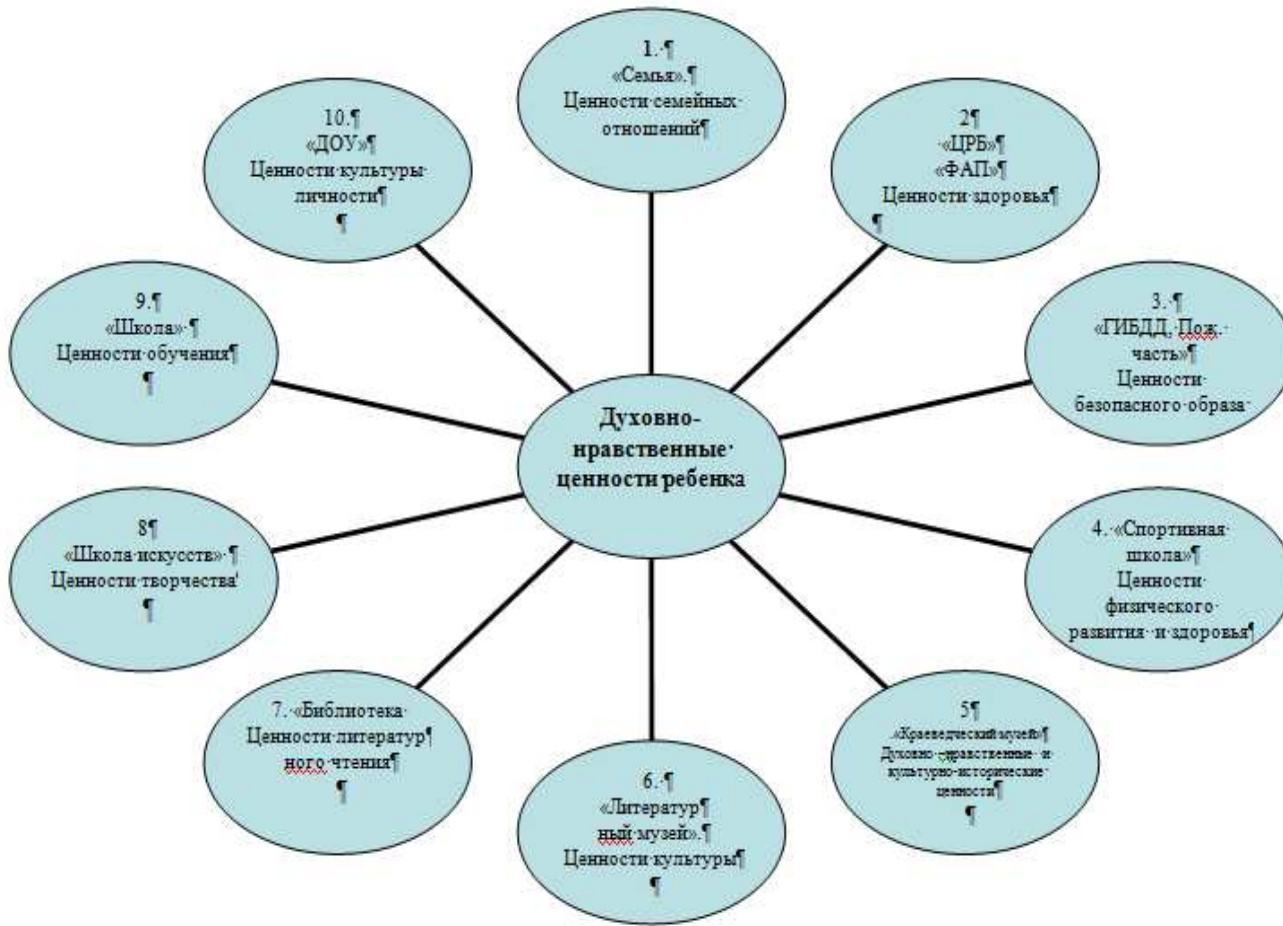 Духовно-
нравственные
ценности ребенка
1.
«Семья».
Ценности семейных
отношений
2
«ЦРБ»
«ФАП»
Ценности здоровья
3.
«ГИБДД, Пож.
часть»
Ценности
безопасного образа
4. «Спортивная
школа»
Ценности
физического
развития и здоровья
5
.«Краеведческий музей»
Духовно -нравственные и
культурно-исторические
ценности
6.
«Литератур
ный музей».
Ценности культуры
7. «Библиотека
Ценности литератур
ного чтения
8
«Школа искусств»
Ценности творчества
9.
«Школа»
Ценности обучения
10.
«ДОУ»
Ценности культуры
личности